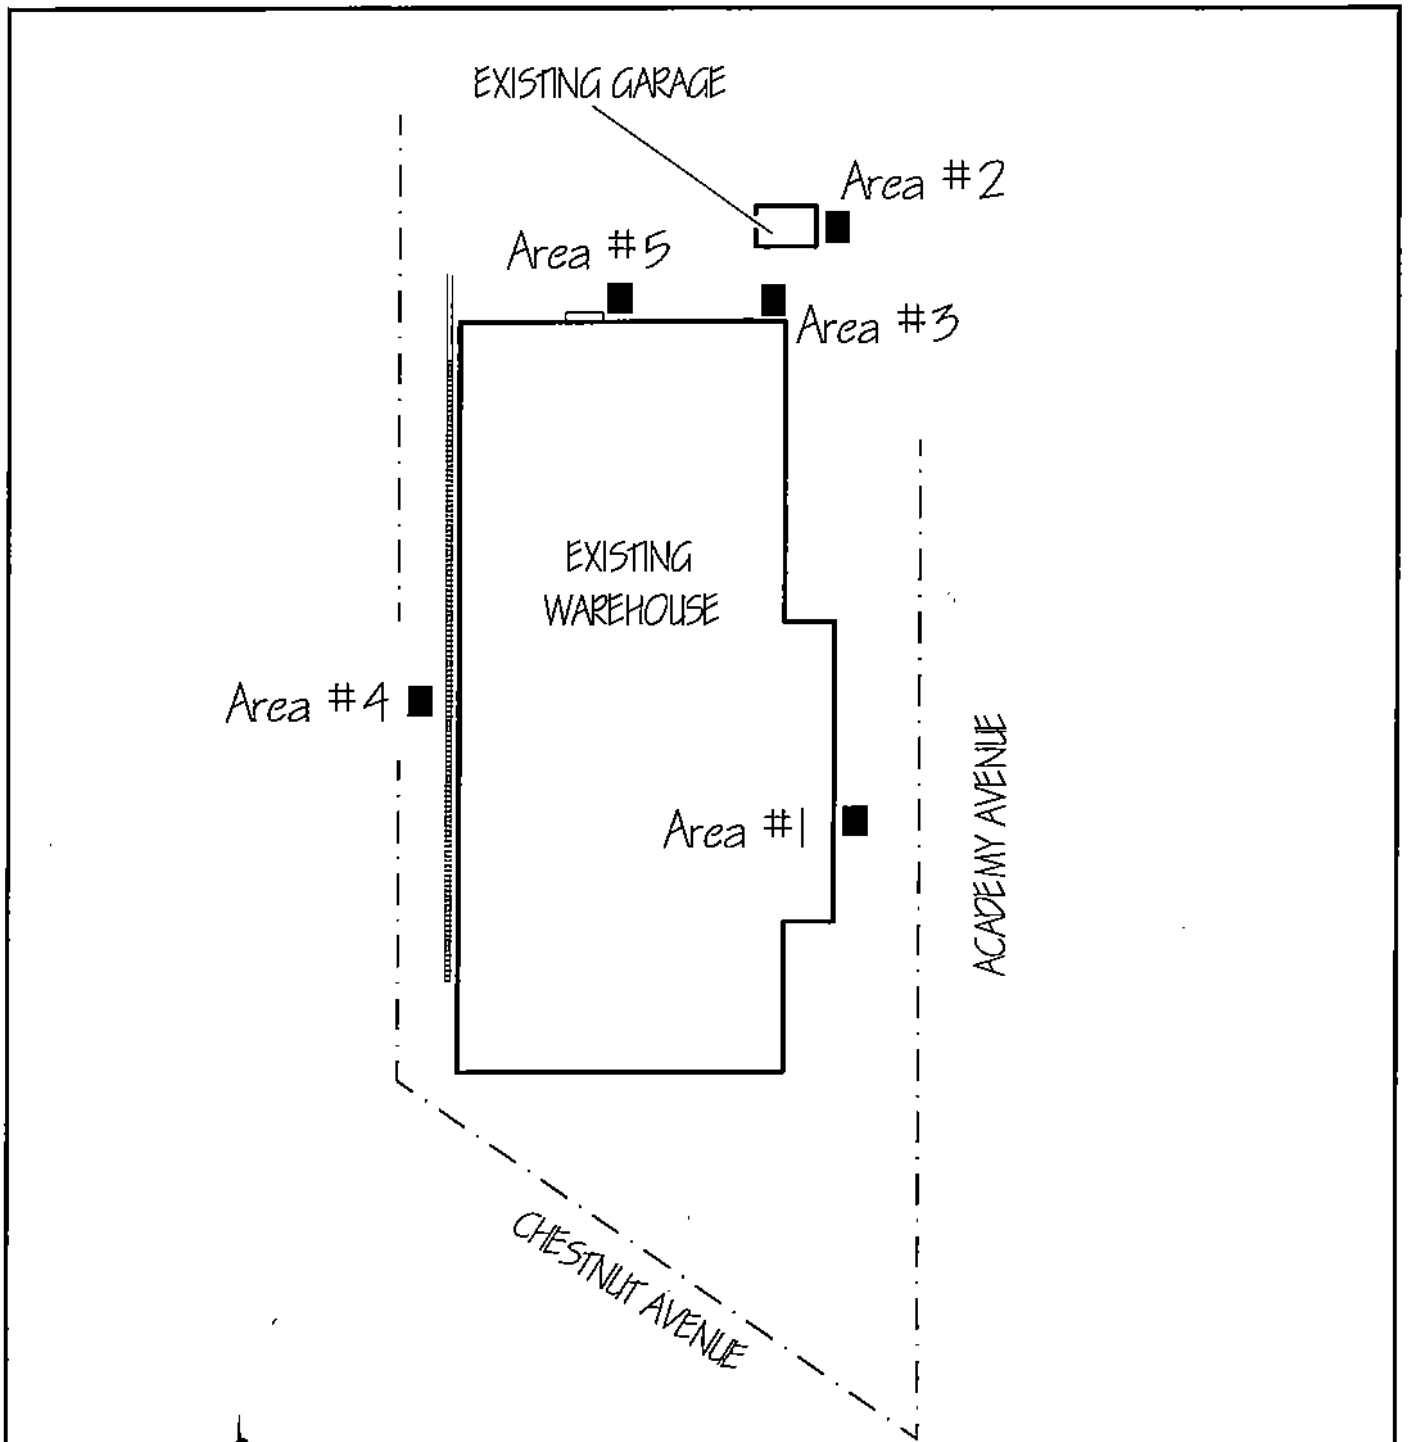 EXISTING GARAGE
Area #2
Area #5
Area #3
EXISTING
WAREHOUSE
Area #4
Area #1
ACADEMY AVENUE
CHESTNUT AVENUE